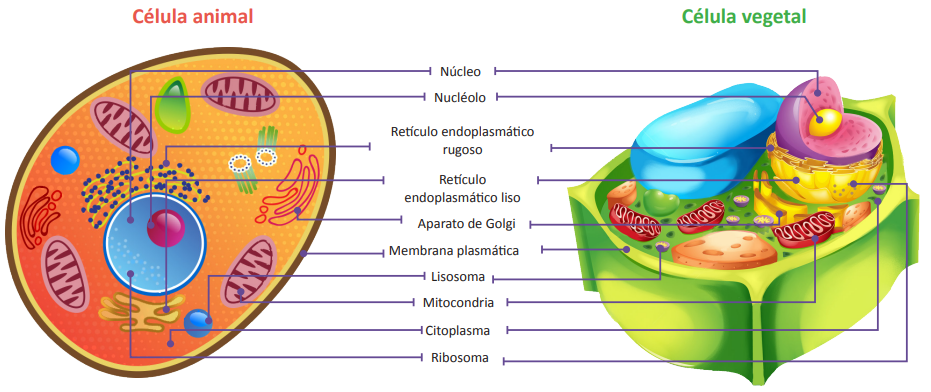 Célula animal
Célula vegetal
Núcleo
Nucléolo
Retículo endoplasmático
rugoso
Retículo
endoplasmático liso
Aparato de Golgi
Membrana plasmática
Lisosoma
Mitocondria
Citoplasma
Ribosoma